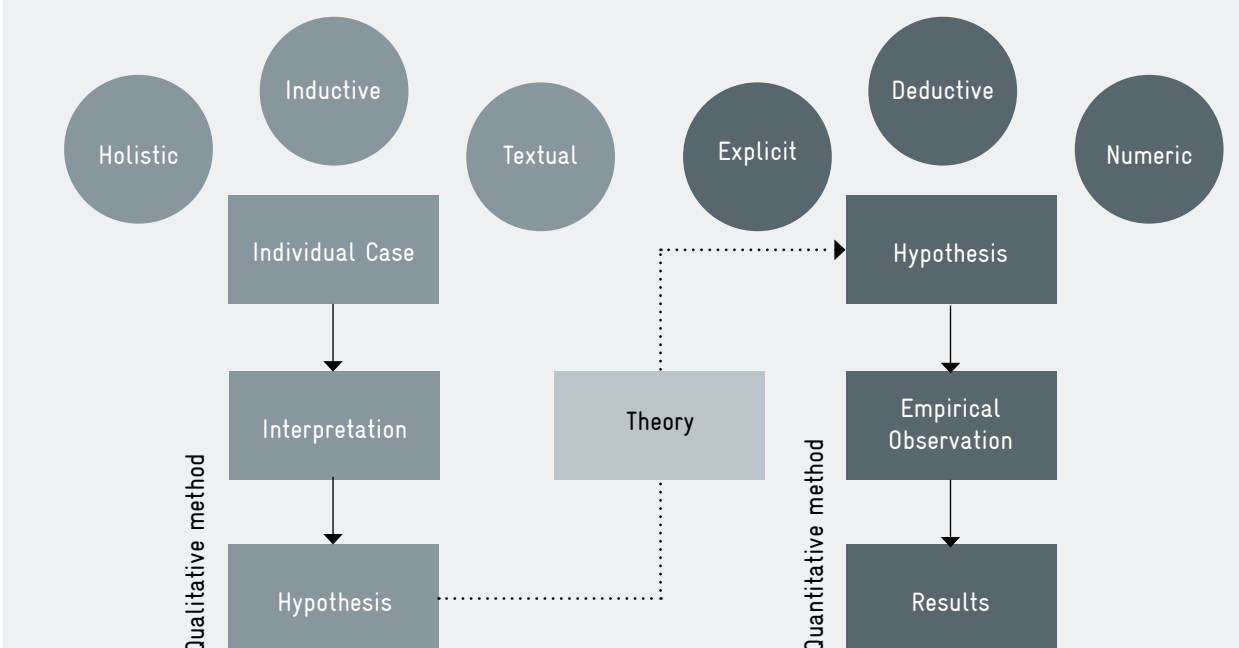 Holistic
Inductive
Textual
Explicit
Deductive
Numeric
Individual Case
Interpretation
Hypothesis
Qualitative method
Theory
Hypothesis
Empirical
Observation
Results
Quantitative method